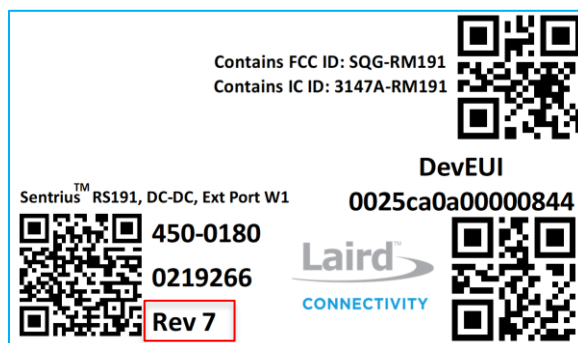 Contains FCC ID: SQG-RM191
Contains IC ID: 3147A-RM191
DevEUI
0025ca0a00000844
Sentrius™ RS191, DC-DC, Ext Port W1
450-0180
0219266
Rev 7
Laird™
CONNECTIVITY